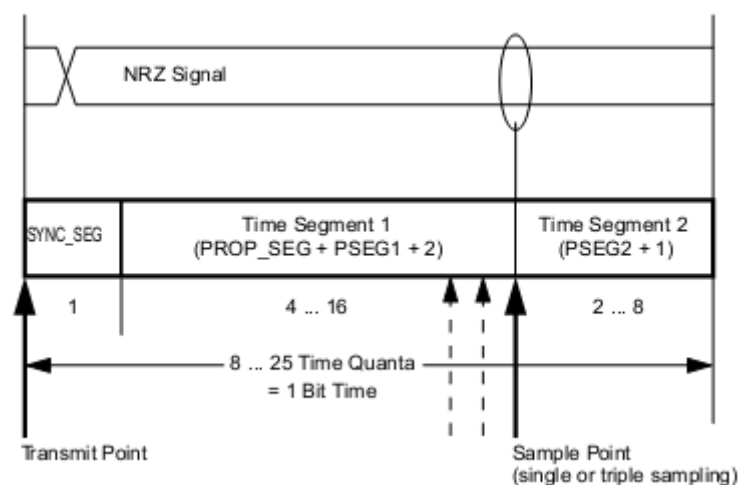 NRZ Signal
SYNC_SEG
Time Segment 1
(PROP_SEG + PSEG1 + 2)
Time Segment 2
(PSEG2 + 1)
1
4 ... 16
2 ... 8
8 ... 25 Time Quanta
= 1 Bit Time
Transmit Point
Sample Point
(single or triple sampling)